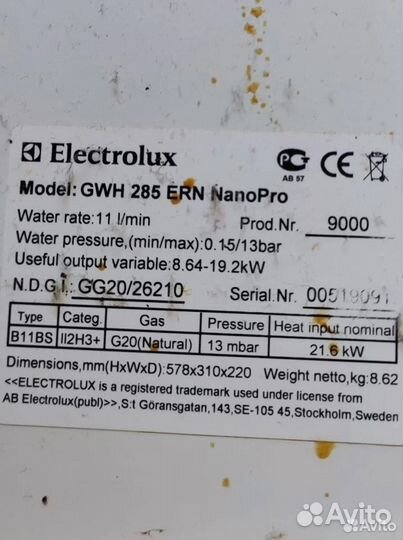 Electrolux
PG AB 57 CE
Model: GWH 285 ERN NanoPro
Water rate:11 l/min Prod.Nr. 9000
Water pressure,(min/max):0.15/13bar
Useful output variable:8.64-19.2kW
N.D.G.I.: GG20/26210 Serial.Nr. 00519091
Type Categ. Gas Pressure Heat input nominal
B11BS II2H3+ G20(Natural) 13 mbar 21.6 kW
Dimensions,mm(HxWxD):578x310x220 Weight netto,kg:8.62
<<ELECTROLUX is a registered trademark used under license from
AB Electrolux(publ)>>,S:t Göransgatan,143,SE-105 45,Stockholm,Sweden
Avito